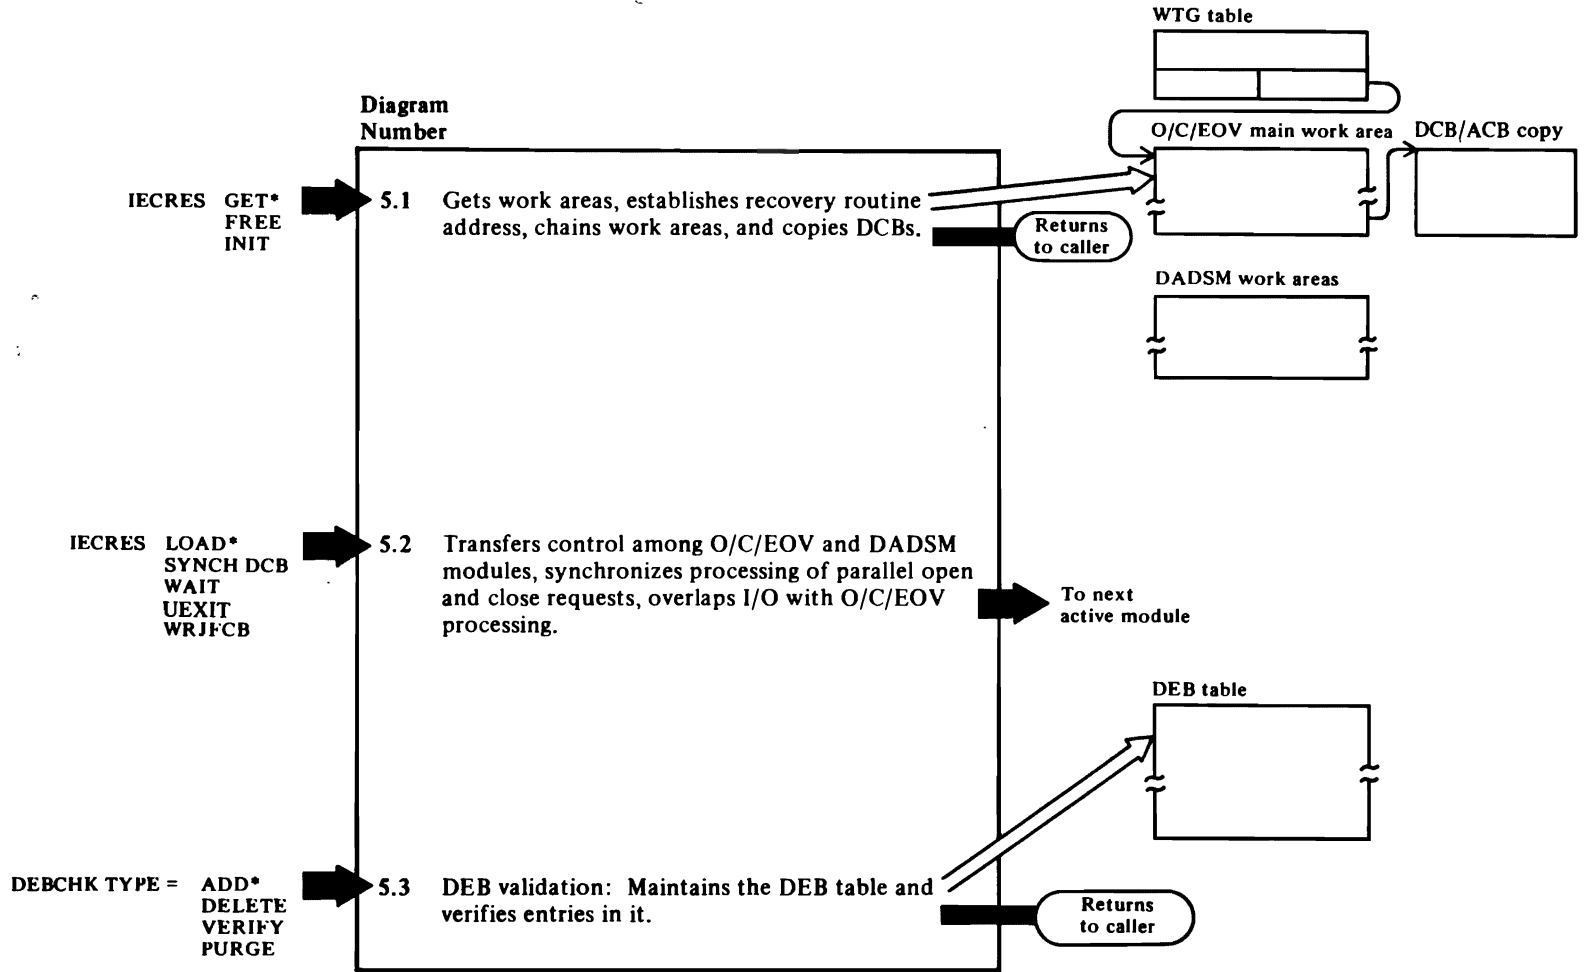 WTG table
Diagram
Number
O/C/EOV main work area
DCB/ACB copy
IECRES GET*
FREE
INIT
5.1 Gets work areas, establishes recovery routine
address, chains work areas, and copies DCBs.
Returns
to caller
DADSM work areas
IECRES LOAD*
SYNCH DCB
WAIT
UEXIT
WRJFCB
5.2 Transfers control among O/C/EOV and DADSM
modules, synchronizes processing of parallel open
and close requests, overlaps I/O with O/C/EOV
processing.
To next
active module
DEB table
DEBCHK TYPE = ADD*
DELETE
VERIFY
PURGE
5.3 DEB validation: Maintains the DEB table and
verifies entries in it.
Returns
to caller